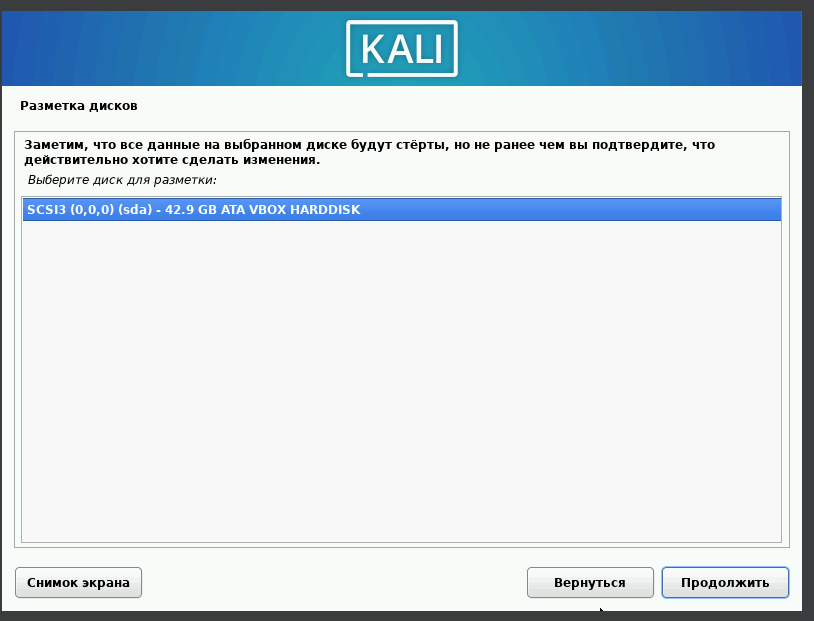 KALI
Разметка дисков
Заметим, что все данные на выбранном диске будут стёрты, но не ранее чем вы подтвердите, что
действительно хотите сделать изменения.
Выберите диск для разметки:
SCSI3 (0,0,0) (sda) - 42.9 GB ATA VBOX HARDDISK
Снимок экрана
Вернуться
Продолжить